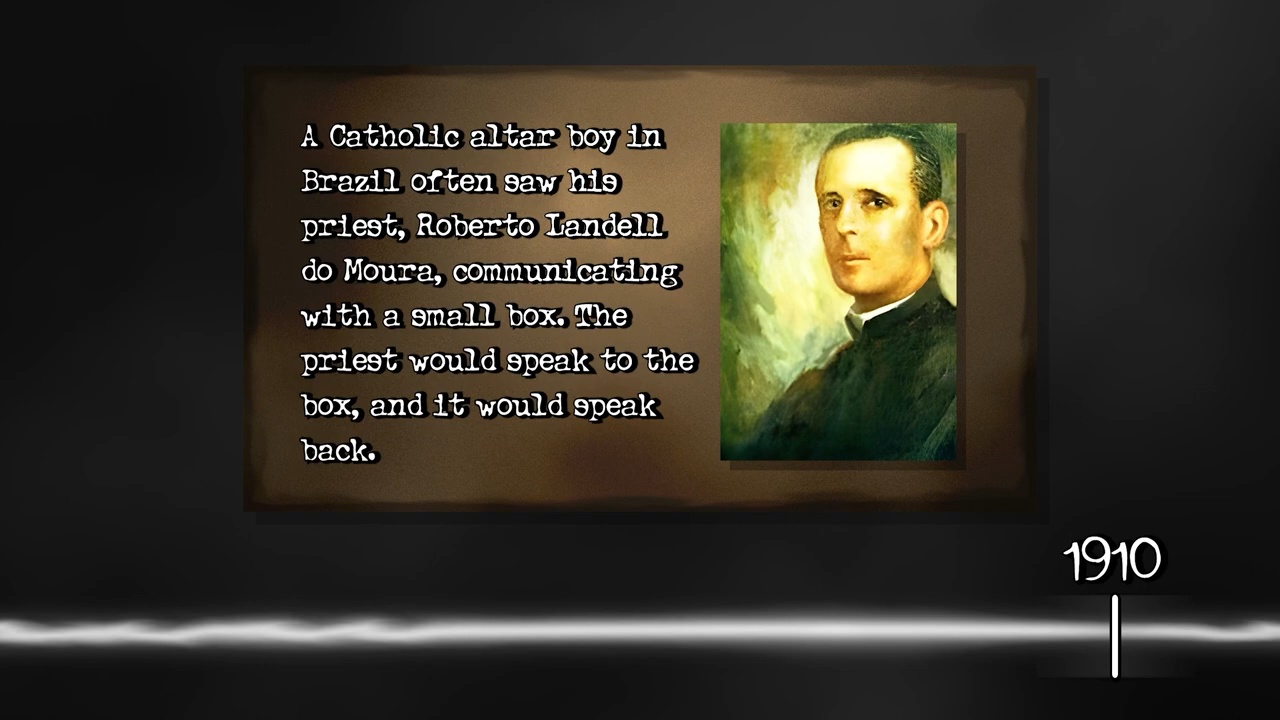 A Catholic altar boy in
Brazil often saw his
priest, Roberto Landell
do Moura, communicating
with a small box. The
priest would speak to the
box, and it would speak
back.
1910